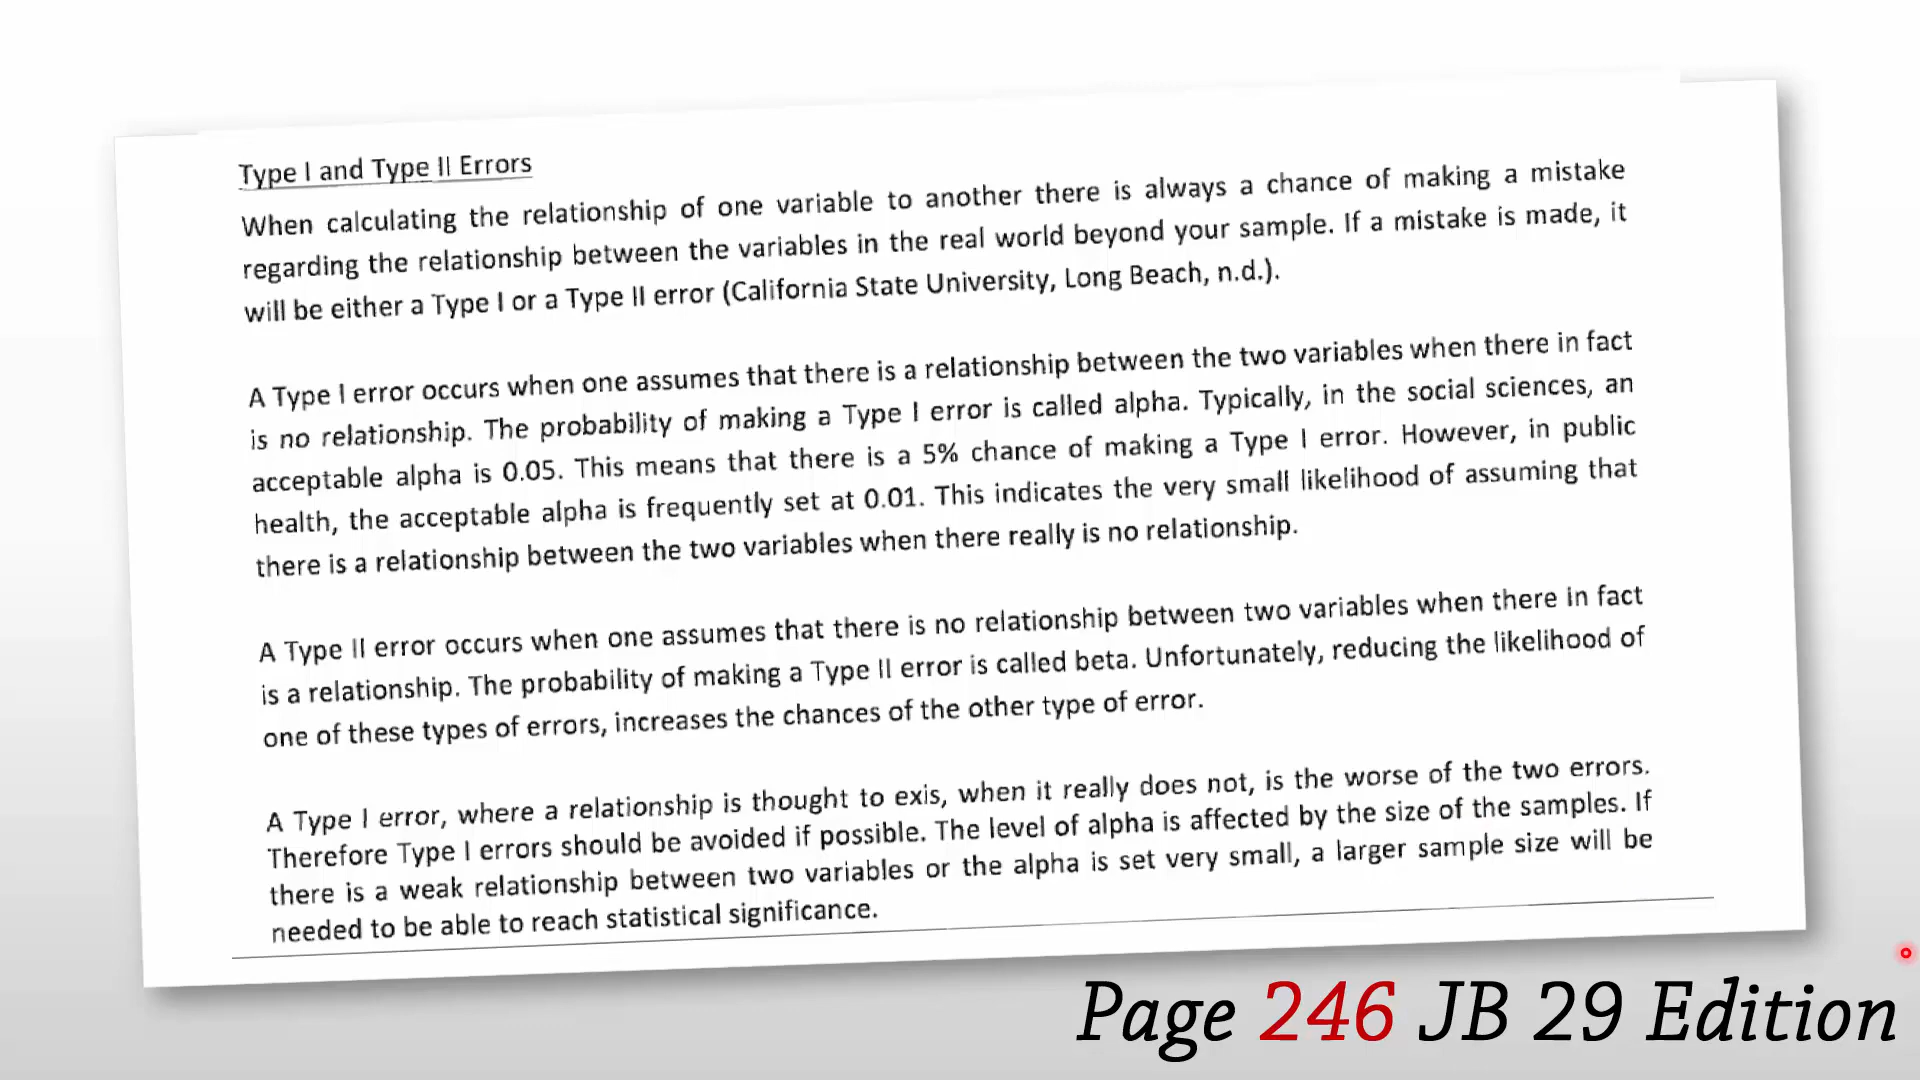 Type I and Type II Errors
When calculating the relationship of one variable to another there is always a chance of making a mistake
regarding the relationship between the variables in the real world beyond your sample. If a mistake is made, it
will be either a Type I or a Type II error (California State University, Long Beach, n.d.).
A Type I error occurs when one assumes that there is a relationship between the two variables when there in fact
is no relationship. The probability of making a Type I error is called alpha. Typically, in the social sciences, an
acceptable alpha is 0.05. This means that there is a 5% chance of making a Type I error. However, in public
health, the acceptable alpha is frequently set at 0.01. This indicates the very small likelihood of assuming that
there is a relationship between the two variables when there really is no relationship.
A Type II error occurs when one assumes that there is no relationship between two variables when there in fact
is a relationship. The probability of making a Type II error is called beta. Unfortunately, reducing the likelihood of
one of these types of errors, increases the chances of the other type of error.
A Type I error, where a relationship is thought to exis, when it really does not, is the worse of the two errors.
Therefore Type I errors should be avoided if possible. The level of alpha is affected by the size of the samples. If
there is a weak relationship between two variables or the alpha is set very small, a larger sample size will be
needed to be able to reach statistical significance.
Page 246 JB 29 Edition